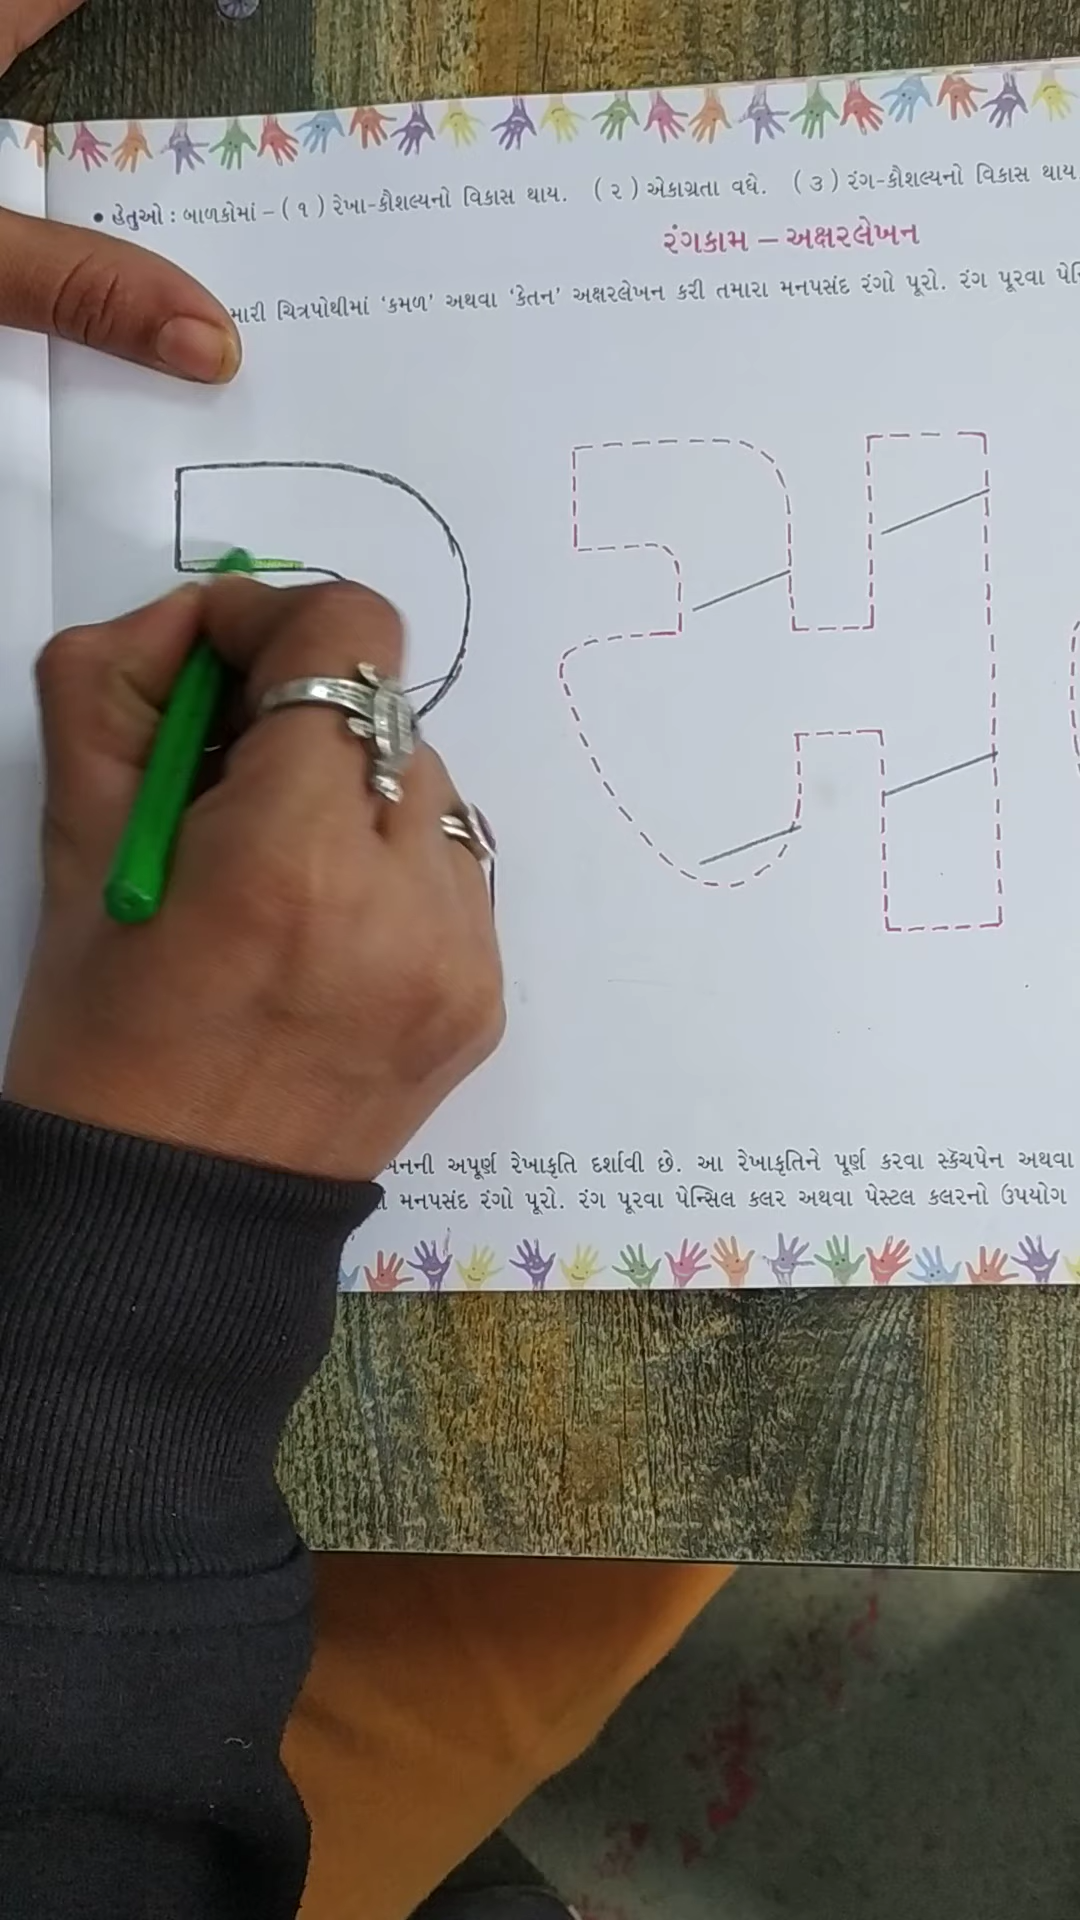 • હેતુઓ : બાળકોમાં – ( ૧ ) રેખા-કૌશલ્યનો વિકાસ થાય. ( ૨ ) એકાગ્રતા વધે. ( ૩ ) રંગ-કૌશલ્યનો વિકાસ થાય
રંગકામ – અક્ષરલેખન
મારી ચિત્રપોથીમાં ‘કમળ’ અથવા ‘કેતન’ અક્ષરલેખન કરી તમારા મનપસંદ રંગો પૂરો. રંગ પૂરવા
ક મ
અપૂર્ણ રેખાકૃતિ દર્શાવી છે. આ રેખાકૃતિને પૂર્ણ કરવા સ્કેચપેન અથવા
મનપસંદ રંગો પૂરો. રંગ પૂરવા પેન્સિલ કલર અથવા પેસ્ટલ કલરનો ઉપયોગ